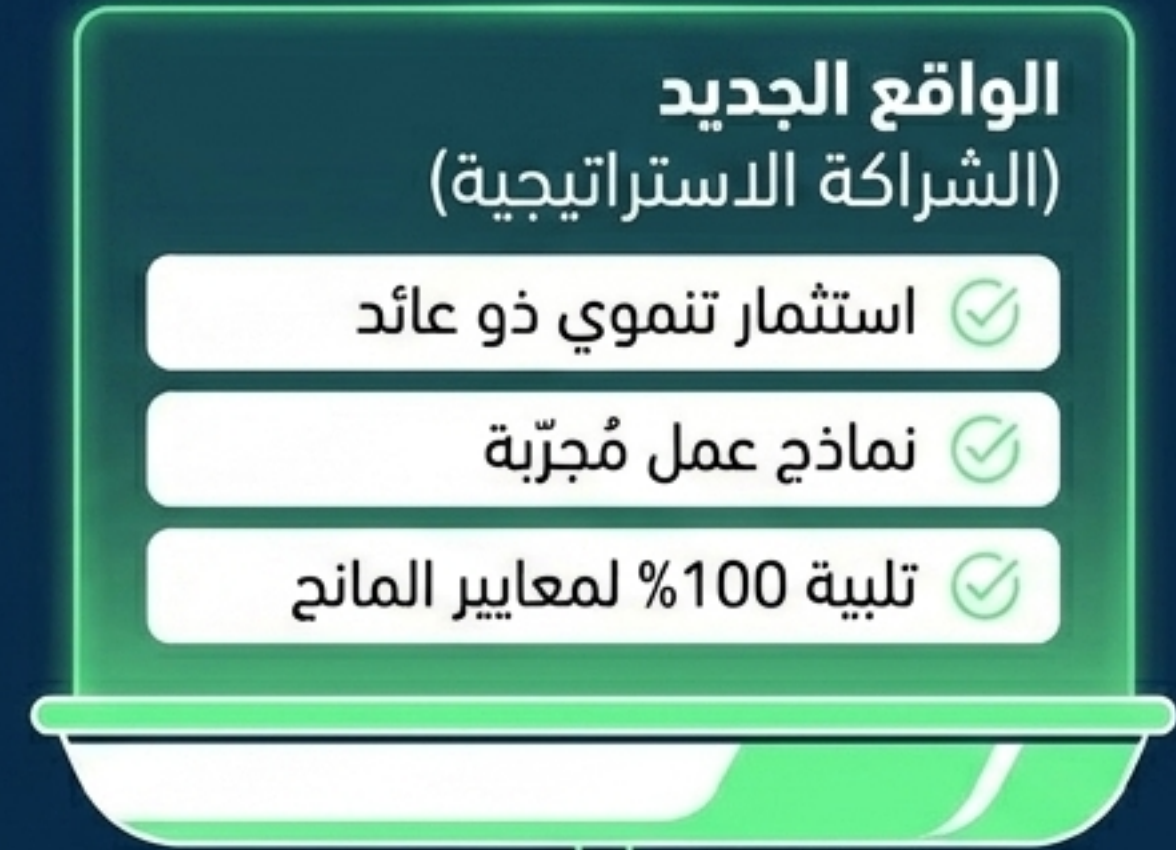 الواقع الجديد
(الشراكة الاستراتيجية)
استثمار تنموي ذو عائد
نماذج عمل مُجرّبة
تلبية 100% لمعايير المانح